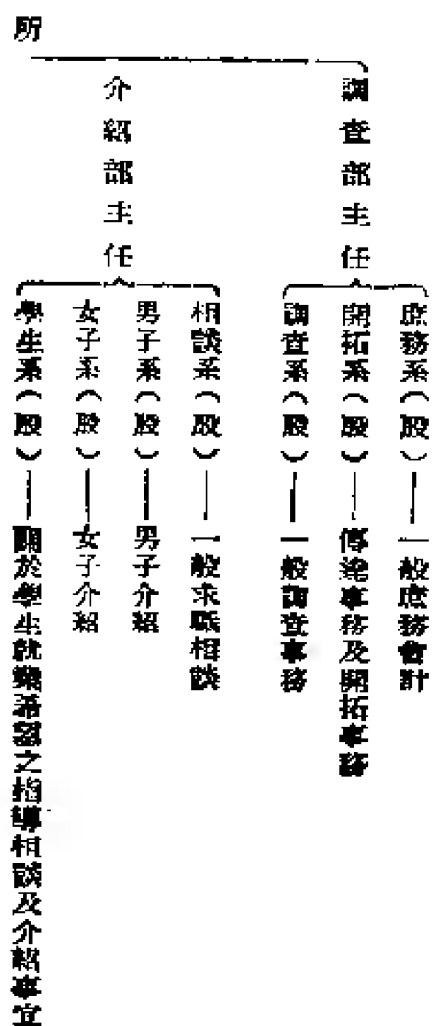 所
調查部主任
庶務系(股)——一般庶務會計
開拓系(股)——傳達事務及開拓事務
調查系(股)——一般調查事務
介紹部主任
相談系(股)——一般求職相談
男子系(股)——男子介紹
女子系(股)——女子介紹
學生系(股)——關於學生就職希望之指導相談及介紹事宜